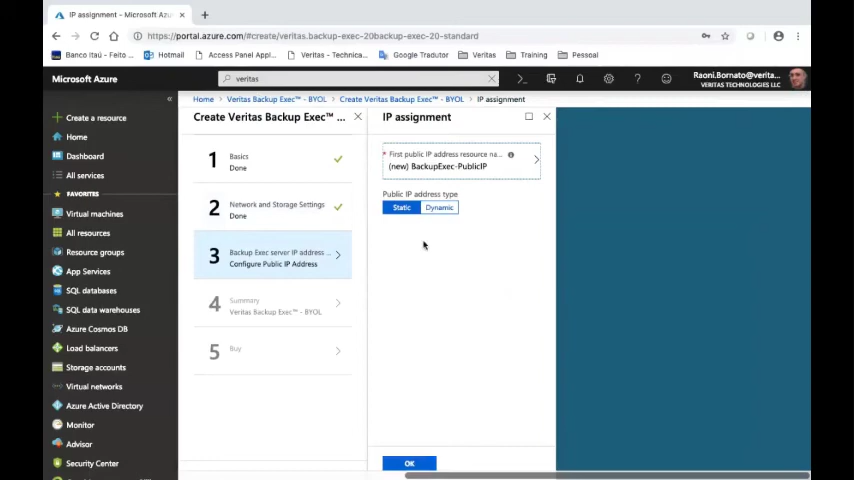 IP assignment - Microsoft Azu
https://portal.azure.com/#create/veritas.backup-exec-20backup-exec-20-standard
Banco Itaú - Feito ...
Hotmail
Access Panel Appl...
Veritas - Technica...
Google Tradutor
Veritas
Training
Pessoal
Microsoft Azure
veritas
Raoni.Bornato@verita...
VERITAS TECHNOLOGIES LLC
Create a resource
Home
Dashboard
All services
FAVORITES
Virtual machines
All resources
Resource groups
App Services
SQL databases
SQL data warehouses
Azure Cosmos DB
Load balancers
Storage accounts
Virtual networks
Azure Active Directory
Monitor
Advisor
Security Center
Home
Veritas Backup Exec™ - BYOL
Create Veritas Backup Exec™ - BYOL
IP assignment
Create Veritas Backup Exec™ ...
1
Basics
Done
2
Network and Storage Settings
Done
3
Backup Exec server IP address ...
Configure Public IP Address
4
Summary
Veritas Backup Exec™ - BYOL
5
Buy
IP assignment
* First public IP address resource na...
(new) BackupExec-PublicIP
Public IP address type
Static
Dynamic
OK